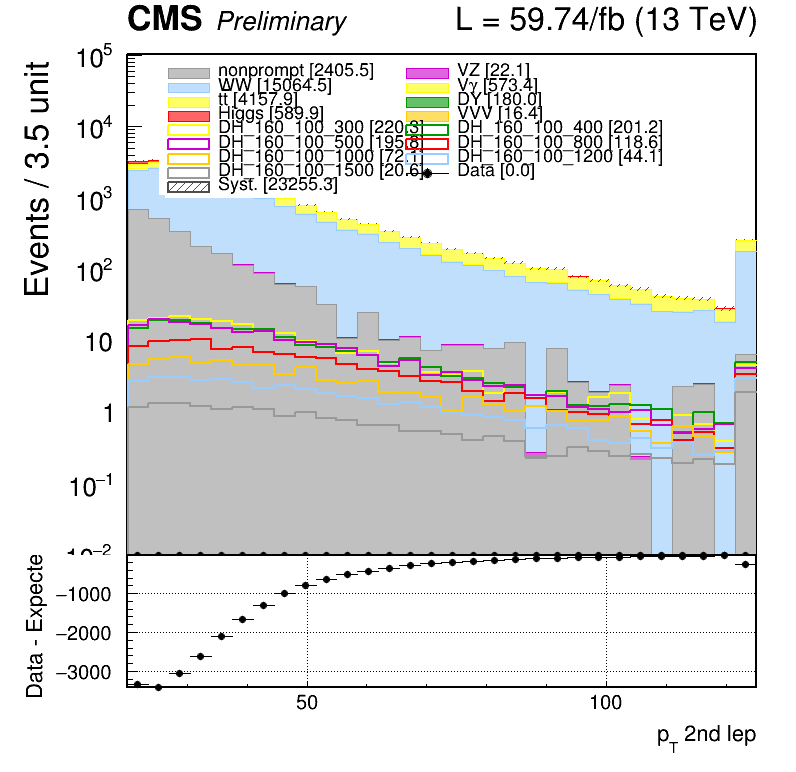 CMS Preliminary L = 59.74/fb (13 TeV)
Events / 3.5 unit
10^5
10^4
10^3
10^2
10
1
10^−1
10^−2
nonprompt [2405.5]
WW [15064.5]
tt [4157.9]
Higgs [589.9]
DH_160_100_300 [220.3]
DH_160_100_500 [195.8]
DH_160_100_1000 [72.1]
DH_160_100_1500 [20.6]
Syst. [23255.3]
VZ [22.1]
Vγ [573.4]
DY [180.0]
VVV [16.4]
DH_160_100_400 [201.2]
DH_160_100_800 [118.6]
DH_160_100_1200 [44.1]
Data [0.0]
Data - Expecte
−1000
−2000
−3000
50 100
p_T 2nd lep